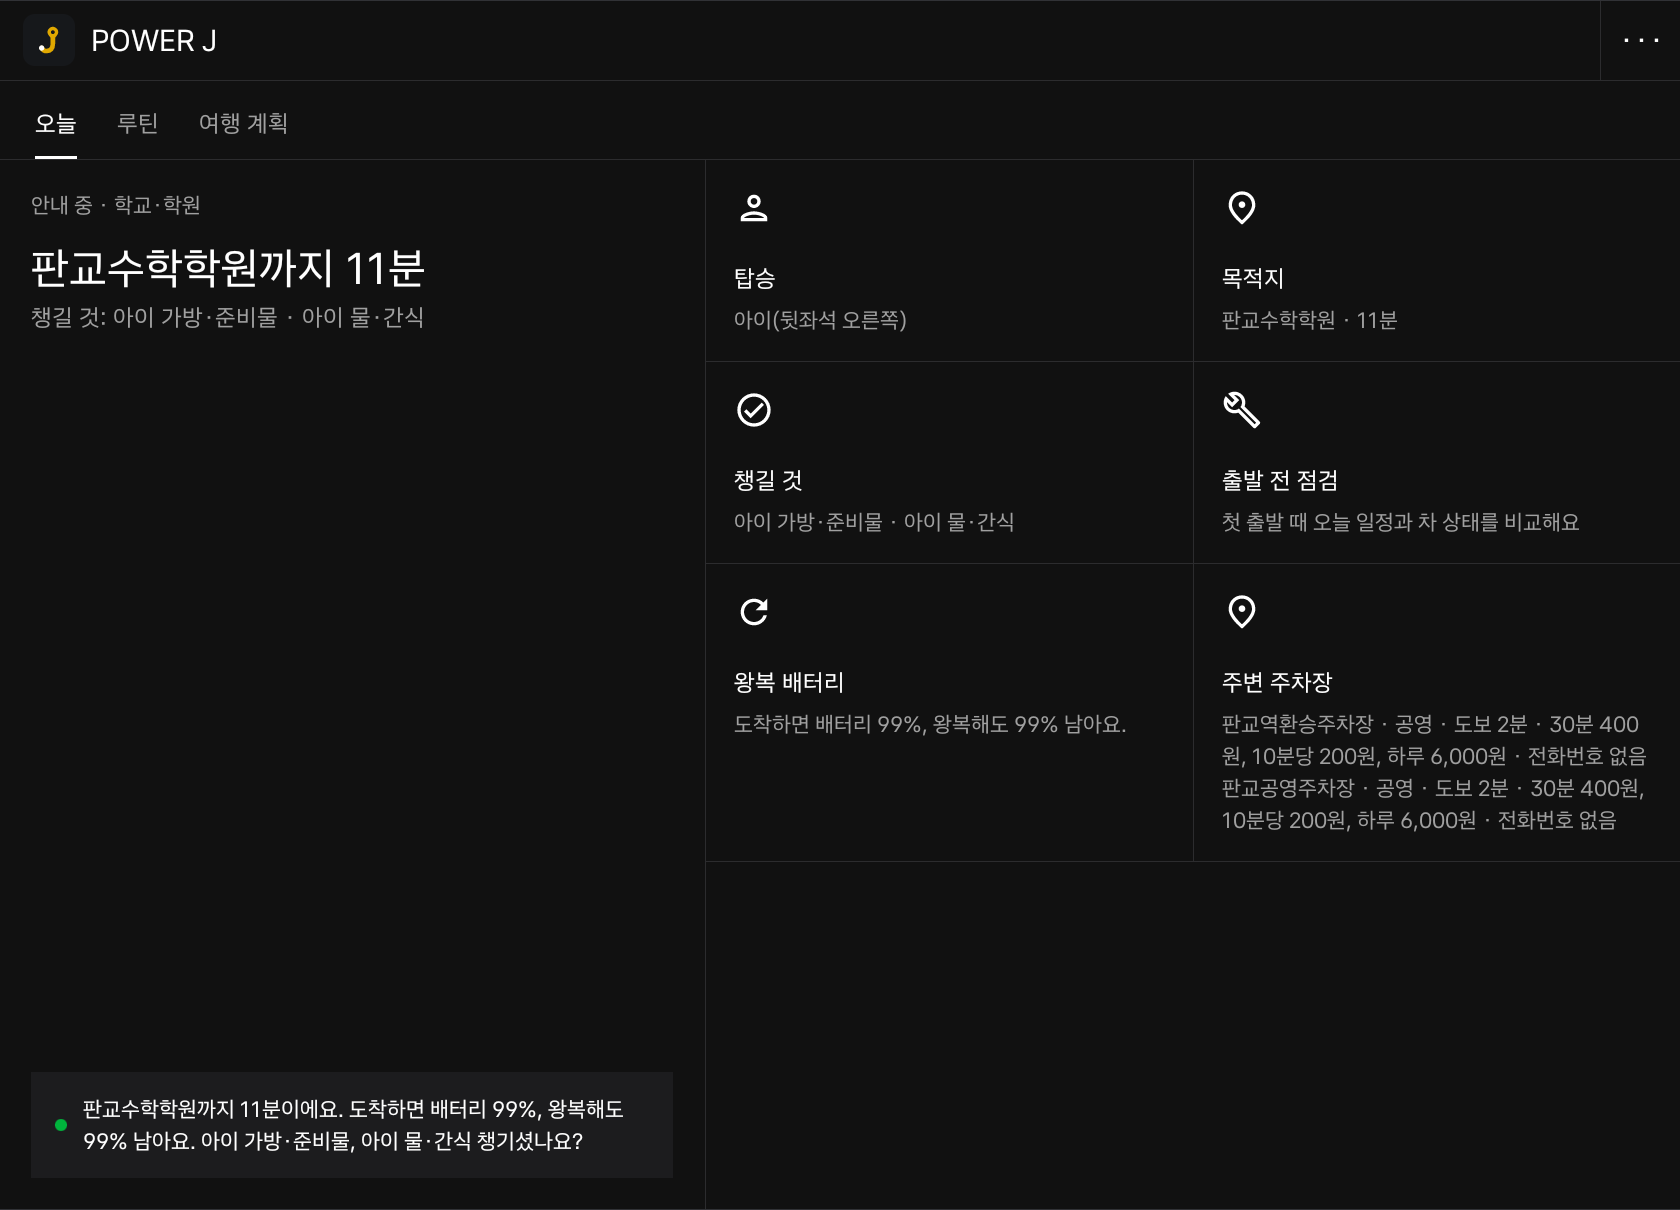 POWER J
···
오늘
루틴
여행 계획
안내 중 · 학교·학원
판교수학학원까지 11분
챙길 것: 아이 가방·준비물 · 아이 물·간식
탑승
아이(뒷좌석 오른쪽)
목적지
판교수학학원 · 11분
챙길 것
아이 가방·준비물 · 아이 물·간식
출발 전 점검
첫 출발 때 오늘 일정과 차 상태를 비교해요
왕복 배터리
도착하면 배터리 99%, 왕복해도 99% 남아요.
주변 주차장
판교역환승주차장 · 공영 · 도보 2분 · 30분 400
원, 10분당 200원, 하루 6,000원 · 전화번호 없음
판교공영주차장 · 공영 · 도보 2분 · 30분 400원,
10분당 200원, 하루 6,000원 · 전화번호 없음
판교수학학원까지 11분이에요. 도착하면 배터리 99%, 왕복해도
99% 남아요. 아이 가방·준비물, 아이 물·간식 챙기셨나요?